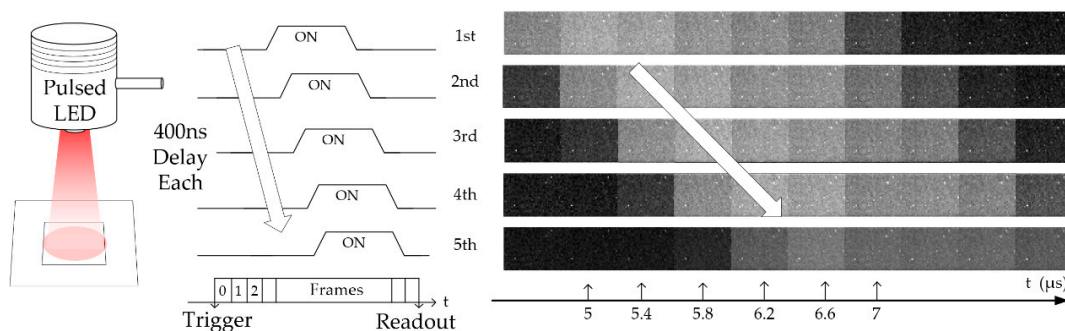 Pulsed
LED
400ns
Delay
Each
ON
1st
ON
2nd
ON
3rd
ON
4th
ON
5th
0 1 2 Frames
t
Trigger
Readout
t (μs)
5 5.4 5.8 6.2 6.6 7